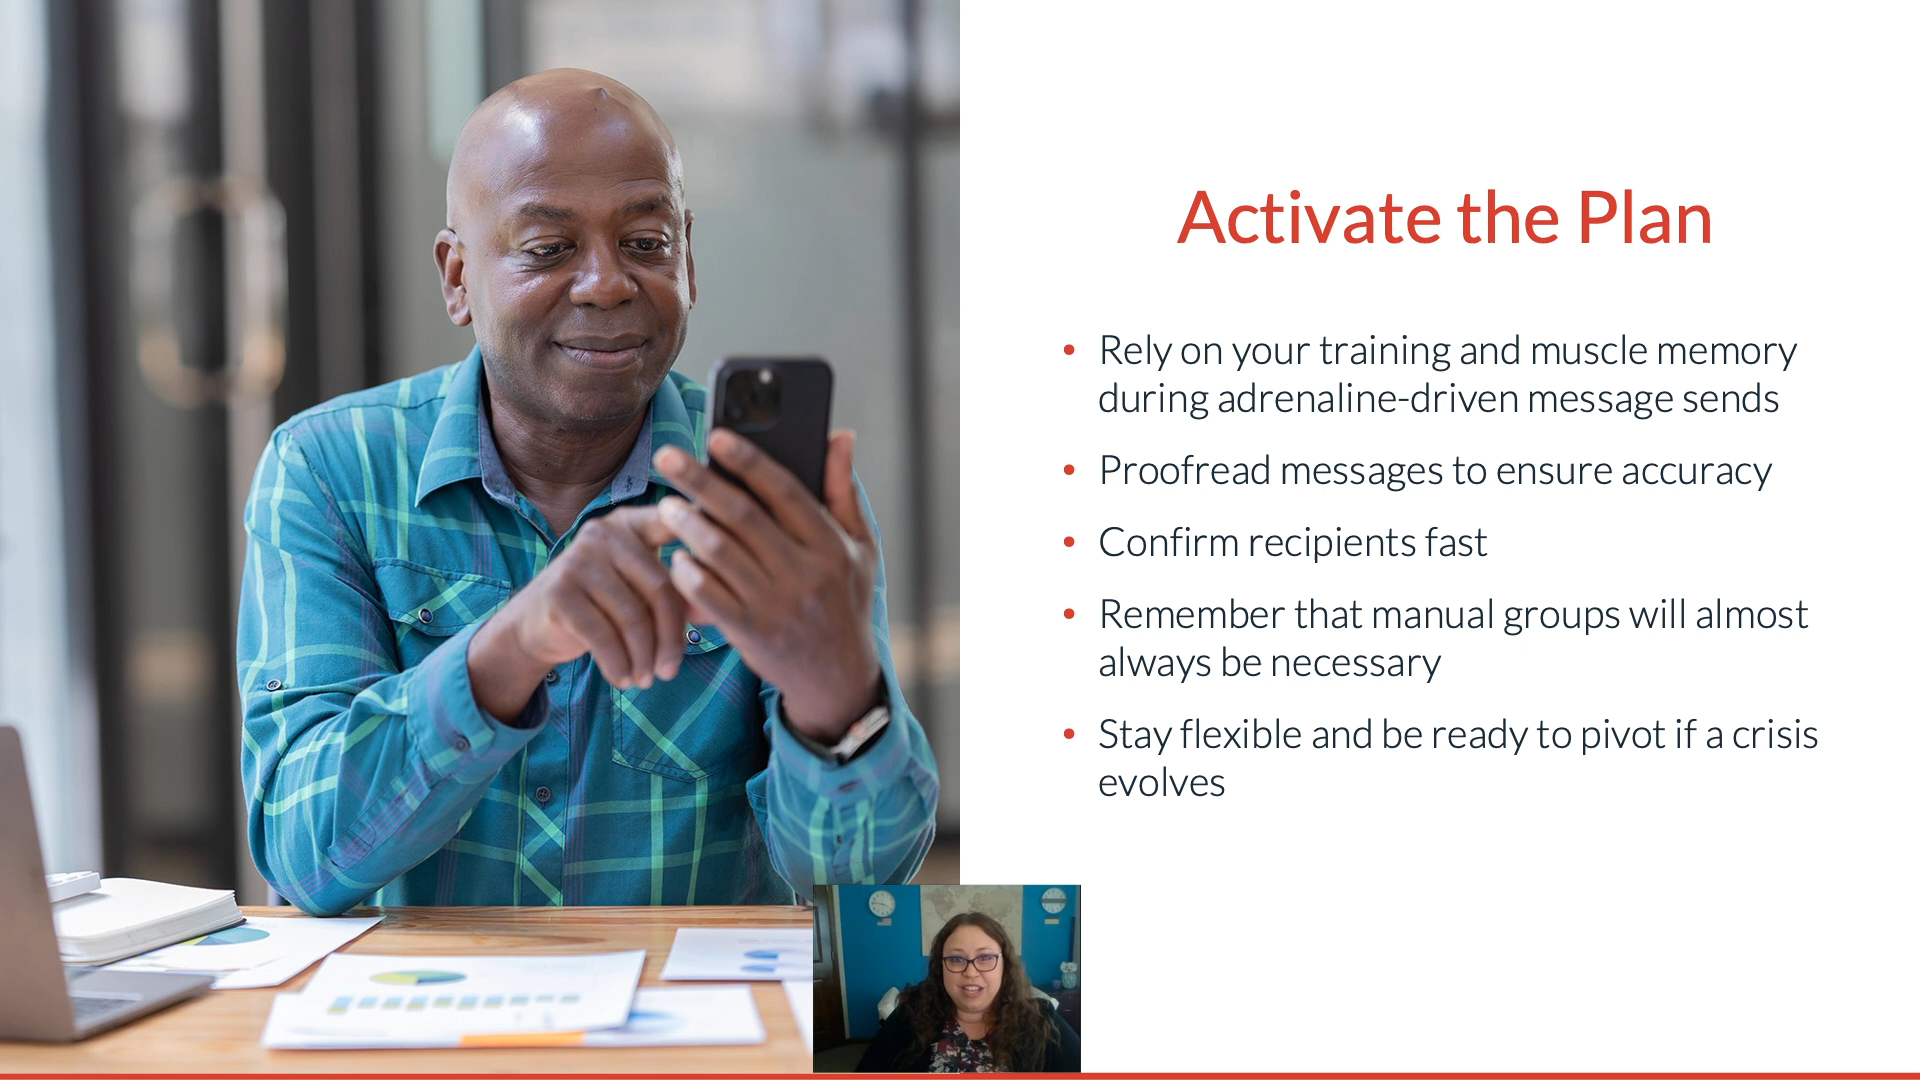 Activate the Plan
• Rely on your training and muscle memory
during adrenaline-driven message sends
• Proofread messages to ensure accuracy
• Confirm recipients fast
• Remember that manual groups will almost
always be necessary
• Stay flexible and be ready to pivot if a crisis
evolves